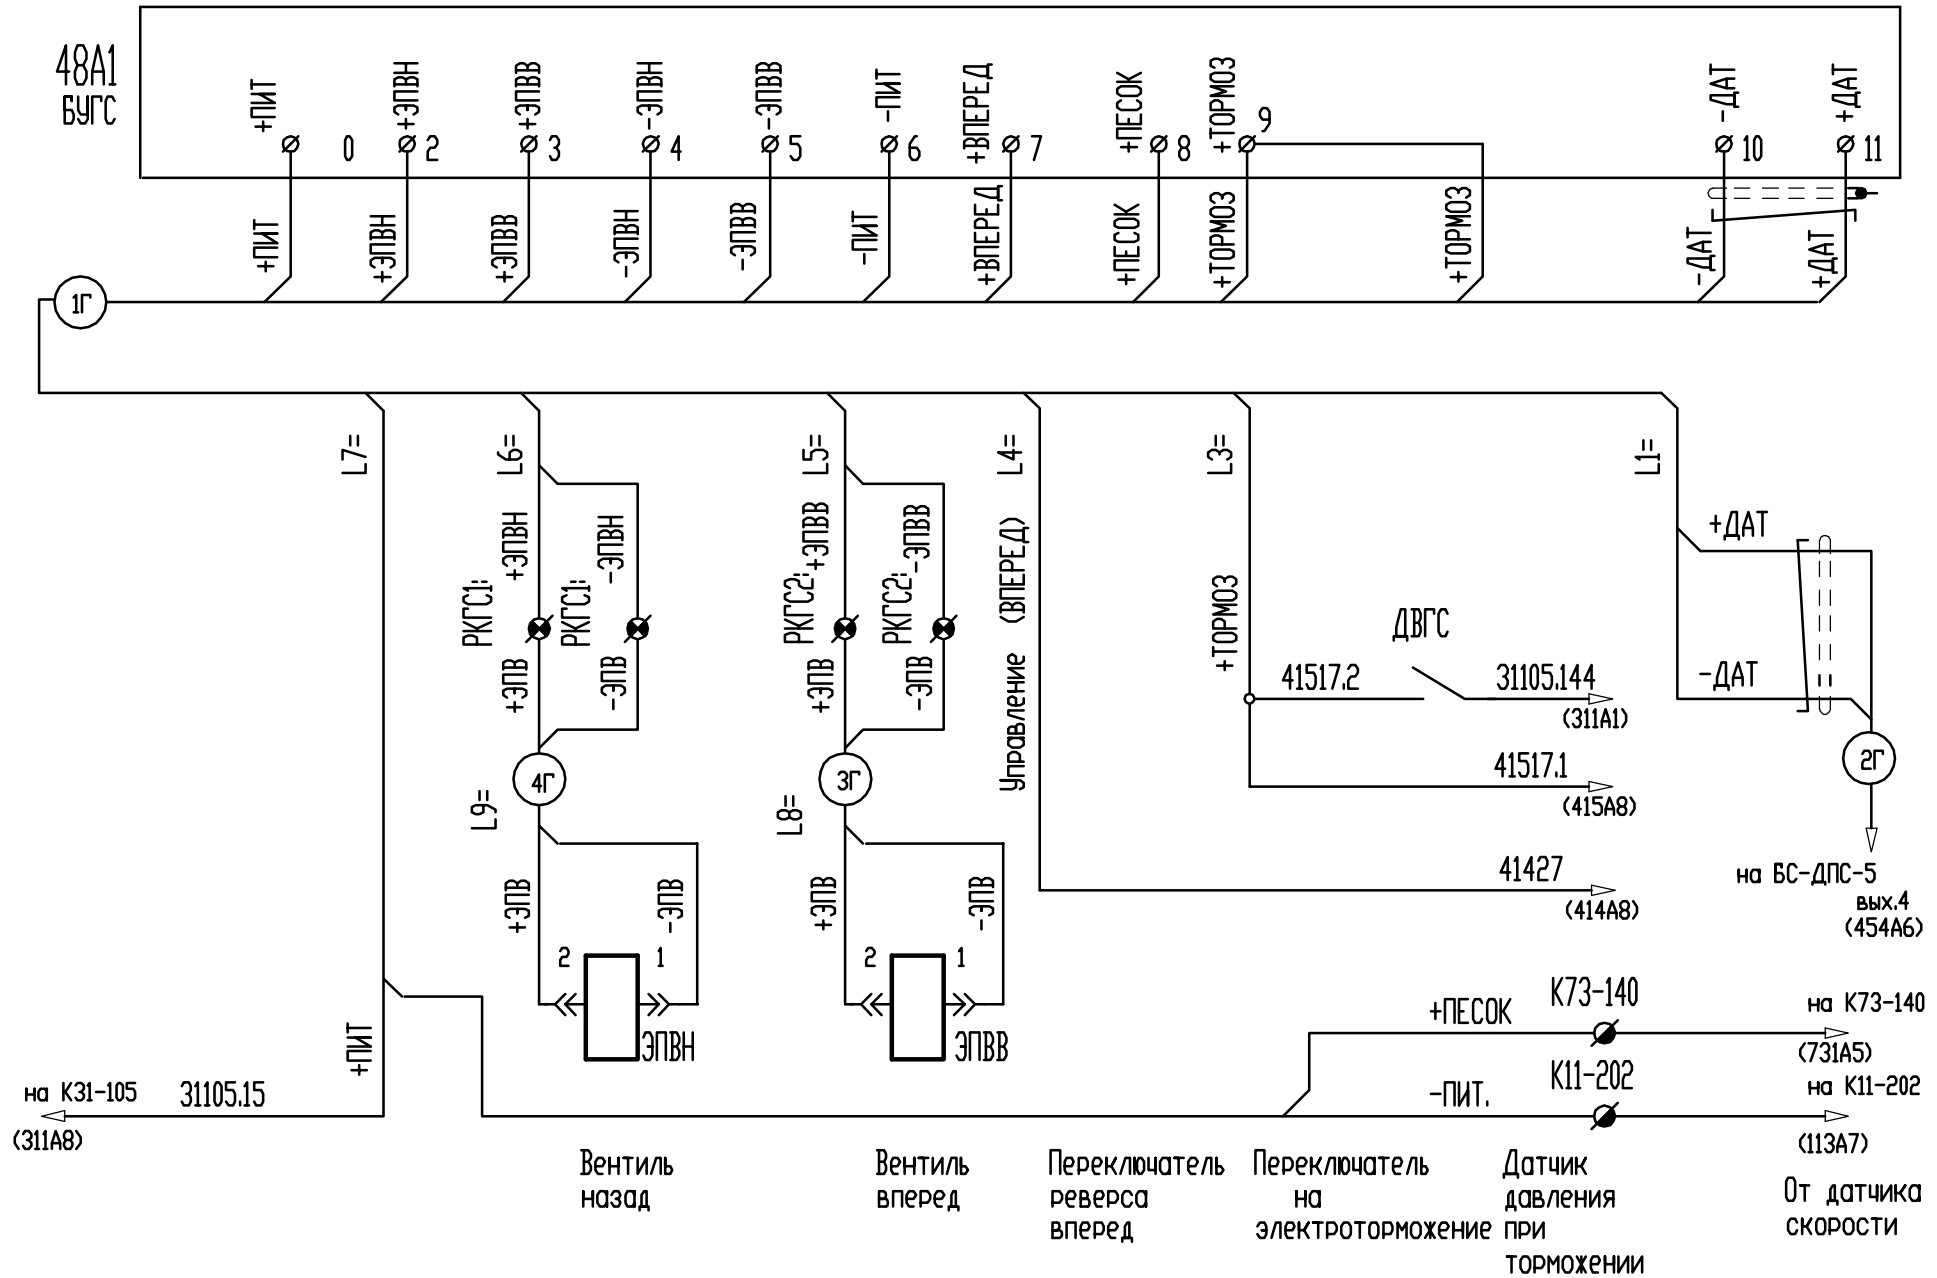 48А1
БУГС
+ПИТ
0
+ЭПВН
2
+ЭПВВ
3
-ЭПВН
4
-ЭПВВ
5
-ПИТ
6
+ВПЕРЕД
7
+ПЕСОК
8
+ТОРМОЗ
9
-ДАТ
10
+ДАТ
11
+ПИТ
+ЭПВН
+ЭПВВ
-ЭПВН
-ЭПВВ
-ПИТ
+ВПЕРЕД
+ПЕСОК
+ТОРМОЗ
+ТОРМОЗ
-ДАТ
+ДАТ
1Г
L7=
L6=
L5=
L4=
L3=
L1=
+ЭПВН
-ЭПВН
+ЭПВВ
-ЭПВВ
РКГС1:
РКГС1:
РКГС2:
РКГС2:
+ЭПВ
-ЭПВ
+ЭПВ
-ЭПВ
Управление (ВПЕРЕД)
+ТОРМОЗ
ДВГС
41517.2
31105.144
(311А1)
41517.1
(415А8)
41427
(414А8)
+ДАТ
-ДАТ
2Г
на БС-ДПС-5
вых.4
(454А6)
4Г
3Г
L9=
L8=
+ЭПВ
-ЭПВ
+ЭПВ
-ЭПВ
2
1
ЭПВН
2
1
ЭПВВ
+ПИТ
на К31-105
31105.15
(311А8)
+ПЕСОК
К73-140
на К73-140
(731А5)
-ПИТ.
К11-202
на К11-202
(113А7)
Вентиль
назад
Вентиль
вперед
Переключатель
реверса
вперед
Переключатель
на
электроторможение
Датчик
давления
при
торможении
От датчика
скорости